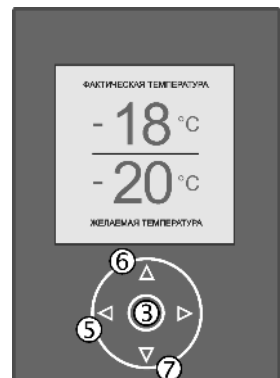 ФАКТИЧЕСКАЯ ТЕМПЕРАТУРА
- 18 °C
- 20 °C
ЖЕЛАЕМАЯ ТЕМПЕРАТУРА
6
5 3
7